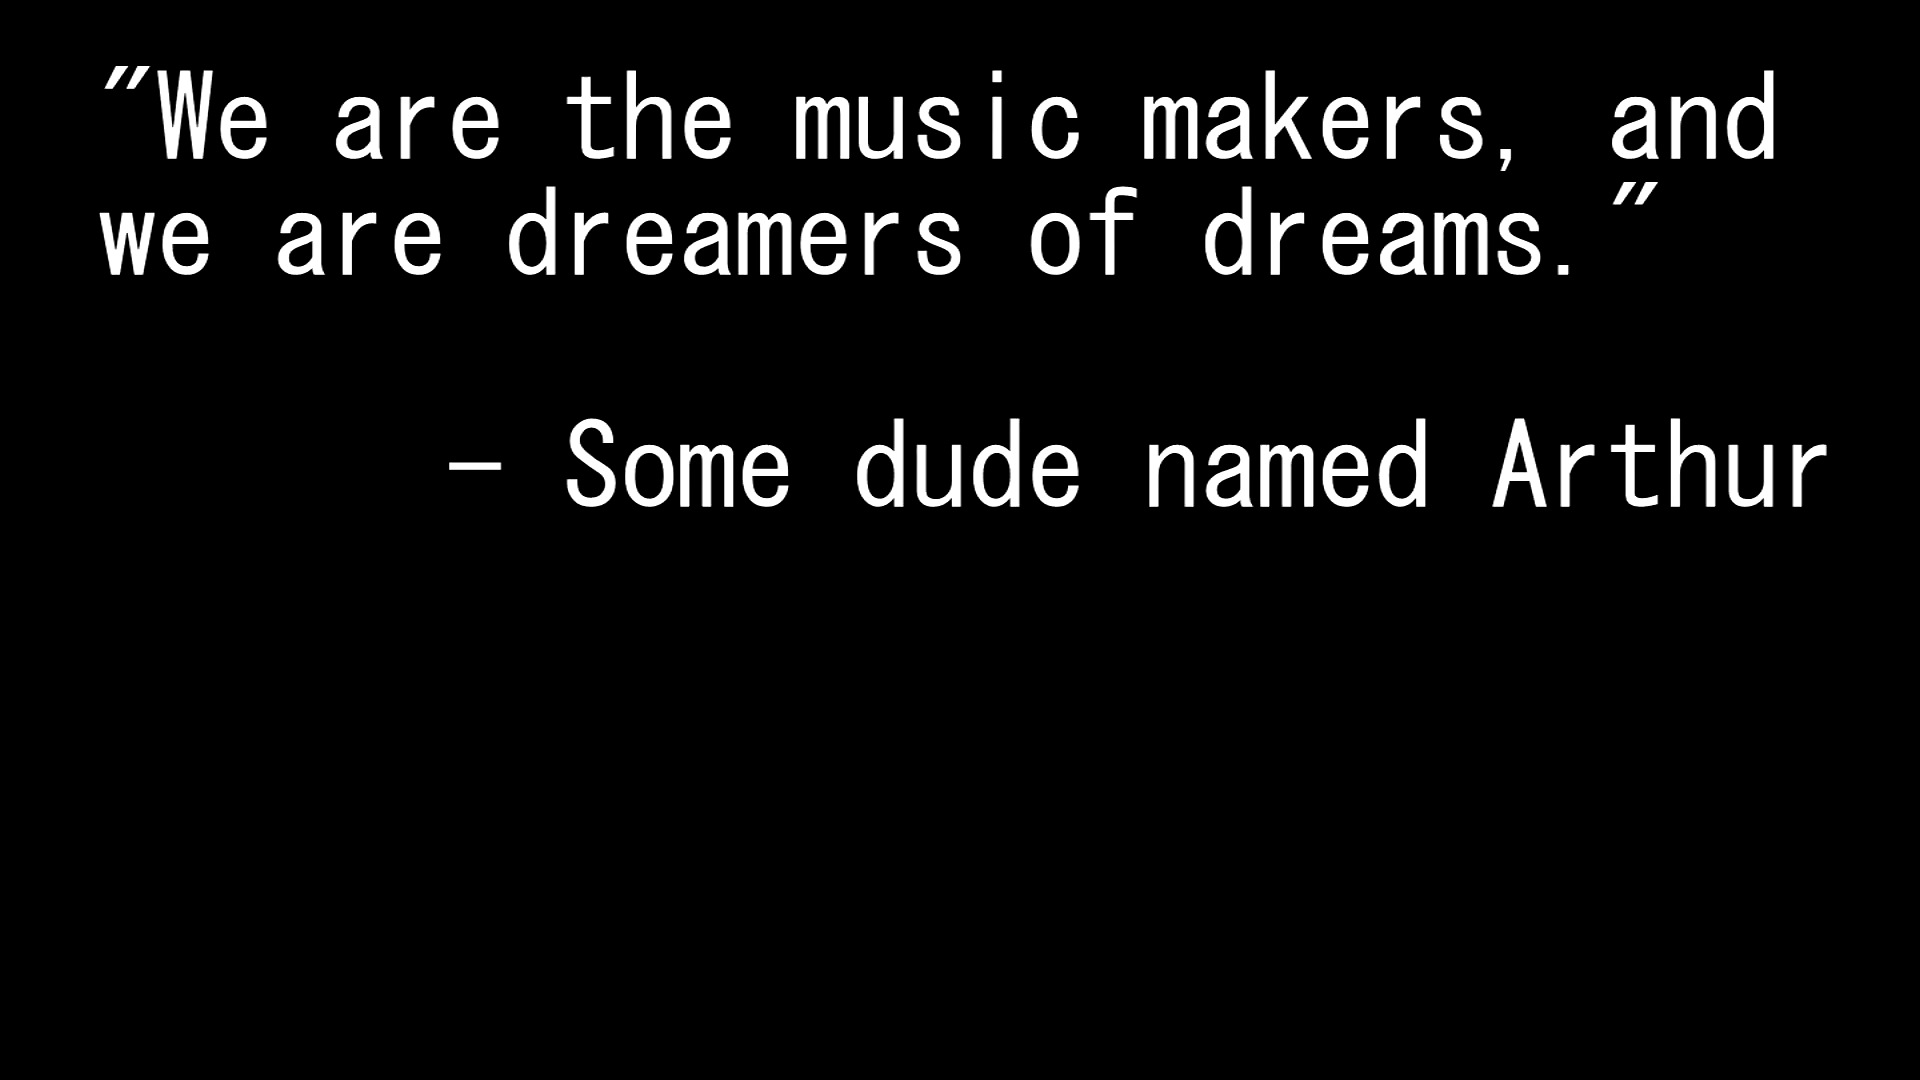 "We are the music makers, and
we are dreamers of dreams."
— Some dude named Arthur